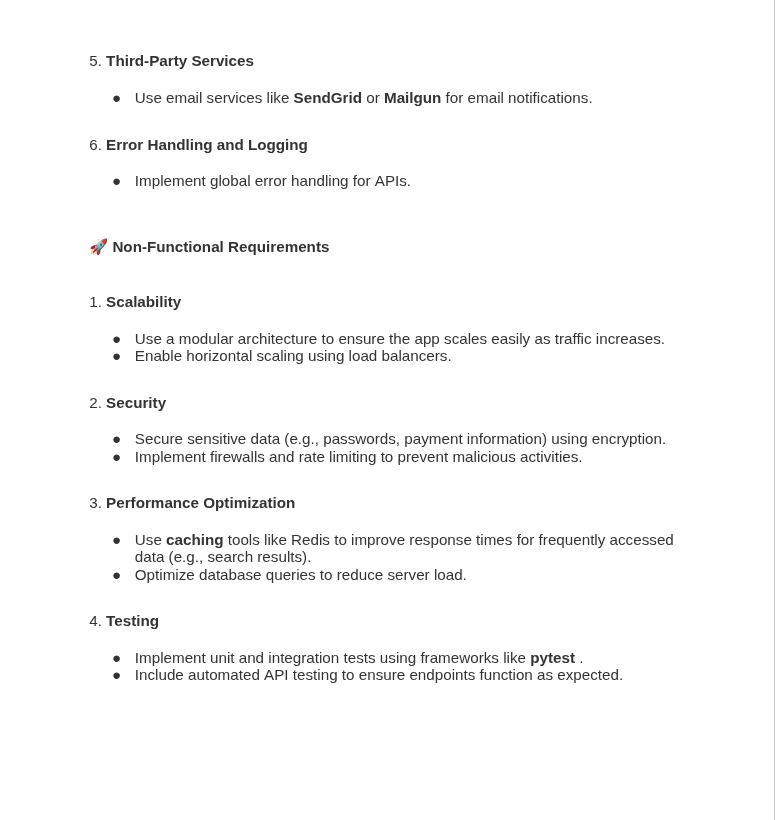 5. Third-Party Services
● Use email services like SendGrid or Mailgun for email notifications.
6. Error Handling and Logging
● Implement global error handling for APIs.
🚀 Non-Functional Requirements
1. Scalability
● Use a modular architecture to ensure the app scales easily as traffic increases.
● Enable horizontal scaling using load balancers.
2. Security
● Secure sensitive data (e.g., passwords, payment information) using encryption.
● Implement firewalls and rate limiting to prevent malicious activities.
3. Performance Optimization
● Use caching tools like Redis to improve response times for frequently accessed
data (e.g., search results).
● Optimize database queries to reduce server load.
4. Testing
● Implement unit and integration tests using frameworks like pytest .
● Include automated API testing to ensure endpoints function as expected.